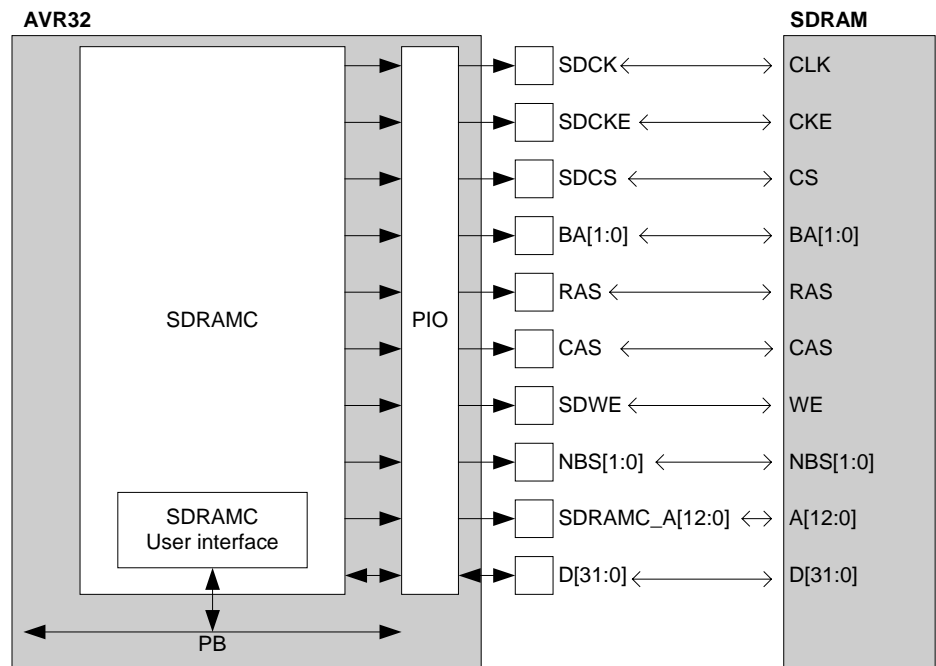 AVR32 SDRAM
SDCK CLK
SDCKE CKE
SDCS CS
BA[1:0] BA[1:0]
RAS RAS
SDRAMC PIO
CAS CAS
SDWE WE
NBS[1:0] NBS[1:0]
SDRAMC
User interface
SDRAMC_A[12:0] A[12:0]
D[31:0] D[31:0]
PB